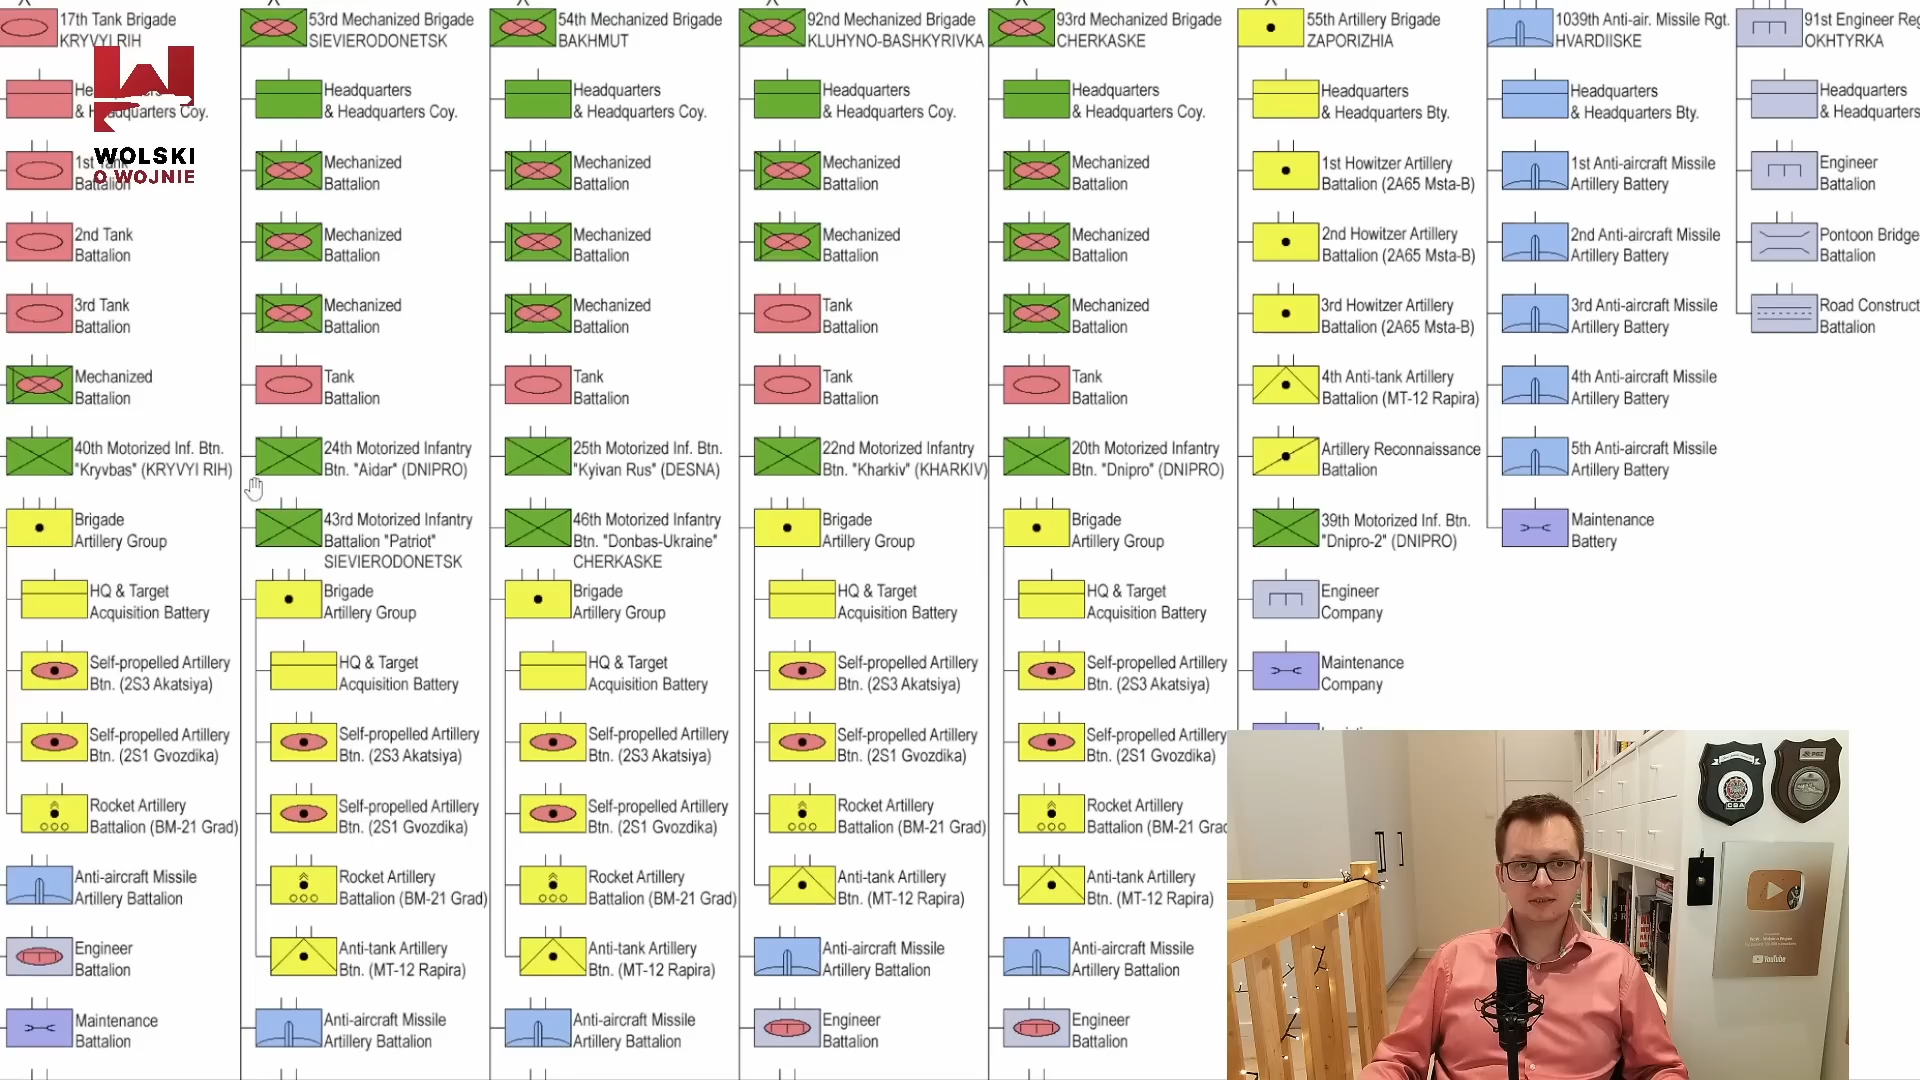 17th Tank Brigade
KRYVYI RIH
Headquarters
& Headquarters Coy.
1st Tank
Battalion
2nd Tank
Battalion
3rd Tank
Battalion
Mechanized
Battalion
40th Motorized Inf. Btn.
"Kryvbas" (KRYVYI RIH)
Brigade
Artillery Group
HQ & Target
Acquisition Battery
Self-propelled Artillery
Btn. (2S3 Akatsiya)
Self-propelled Artillery
Btn. (2S1 Gvozdika)
Rocket Artillery
Battalion (BM-21 Grad)
Anti-aircraft Missile
Artillery Battalion
Engineer
Battalion
Maintenance
Battalion
WOLSKI
O WOJNIE
53rd Mechanized Brigade
SIEVIERODONETSK
Headquarters
& Headquarters Coy.
Mechanized
Battalion
Mechanized
Battalion
Mechanized
Battalion
Tank
Battalion
24th Motorized Infantry
Btn. "Aidar" (DNIPRO)
43rd Motorized Infantry
Battalion "Patriot"
SIEVIERODONETSK
Brigade
Artillery Group
HQ & Target
Acquisition Battery
Self-propelled Artillery
Btn. (2S3 Akatsiya)
Self-propelled Artillery
Btn. (2S1 Gvozdika)
Rocket Artillery
Battalion (BM-21 Grad)
Anti-tank Artillery
Btn. (MT-12 Rapira)
Anti-aircraft Missile
Artillery Battalion
54th Mechanized Brigade
BAKHMUT
Headquarters
& Headquarters Coy.
Mechanized
Battalion
Mechanized
Battalion
Mechanized
Battalion
Tank
Battalion
25th Motorized Inf. Btn.
"Kyivan Rus" (DESNA)
46th Motorized Infantry
Btn. "Donbas-Ukraine"
CHERKASKE
Brigade
Artillery Group
HQ & Target
Acquisition Battery
Self-propelled Artillery
Btn. (2S3 Akatsiya)
Self-propelled Artillery
Btn. (2S1 Gvozdika)
Rocket Artillery
Battalion (BM-21 Grad)
Anti-tank Artillery
Btn. (MT-12 Rapira)
Anti-aircraft Missile
Artillery Battalion
92nd Mechanized Brigade
KLUHYNO-BASHKYRIVKA
Headquarters
& Headquarters Coy.
Mechanized
Battalion
Mechanized
Battalion
Tank
Battalion
Tank
Battalion
22nd Motorized Infantry
Btn. "Kharkiv" (KHARKIV)
Brigade
Artillery Group
HQ & Target
Acquisition Battery
Self-propelled Artillery
Btn. (2S3 Akatsiya)
Self-propelled Artillery
Btn. (2S1 Gvozdika)
Rocket Artillery
Battalion (BM-21 Grad)
Anti-tank Artillery
Btn. (MT-12 Rapira)
Anti-aircraft Missile
Artillery Battalion
Engineer
Battalion
93rd Mechanized Brigade
CHERKASKE
Headquarters
& Headquarters Coy.
Mechanized
Battalion
Mechanized
Battalion
Mechanized
Battalion
Tank
Battalion
20th Motorized Infantry
Btn. "Dnipro" (DNIPRO)
Brigade
Artillery Group
HQ & Target
Acquisition Battery
Self-propelled Artillery
Btn. (2S3 Akatsiya)
Self-propelled Artillery
Btn. (2S1 Gvozdika)
Rocket Artillery
Battalion (BM-21 Grad
Anti-tank Artillery
Btn. (MT-12 Rapira)
Anti-aircraft Missile
Artillery Battalion
Engineer
Battalion
55th Artillery Brigade
ZAPORIZHIA
Headquarters
& Headquarters Bty.
1st Howitzer Artillery
Battalion (2A65 Msta-B)
2nd Howitzer Artillery
Battalion (2A65 Msta-B)
3rd Howitzer Artillery
Battalion (2A65 Msta-B)
4th Anti-tank Artillery
Battalion (MT-12 Rapira)
Artillery Reconnaissance
Battalion
39th Motorized Inf. Btn.
"Dnipro-2" (DNIPRO)
Engineer
Company
Maintenance
Company
1039th Anti-air. Missile Rgt.
HVARDIISKE
Headquarters
& Headquarters Bty.
1st Anti-aircraft Missile
Artillery Battery
2nd Anti-aircraft Missile
Artillery Battery
3rd Anti-aircraft Missile
Artillery Battery
4th Anti-aircraft Missile
Artillery Battery
5th Anti-aircraft Missile
Artillery Battery
Maintenance
Battery
91st Engineer Reg
OKHTYRKA
Headquarters
& Headquarters
Engineer
Battalion
Pontoon Bridge
Battalion
Road Construct
Battalion
YouTube